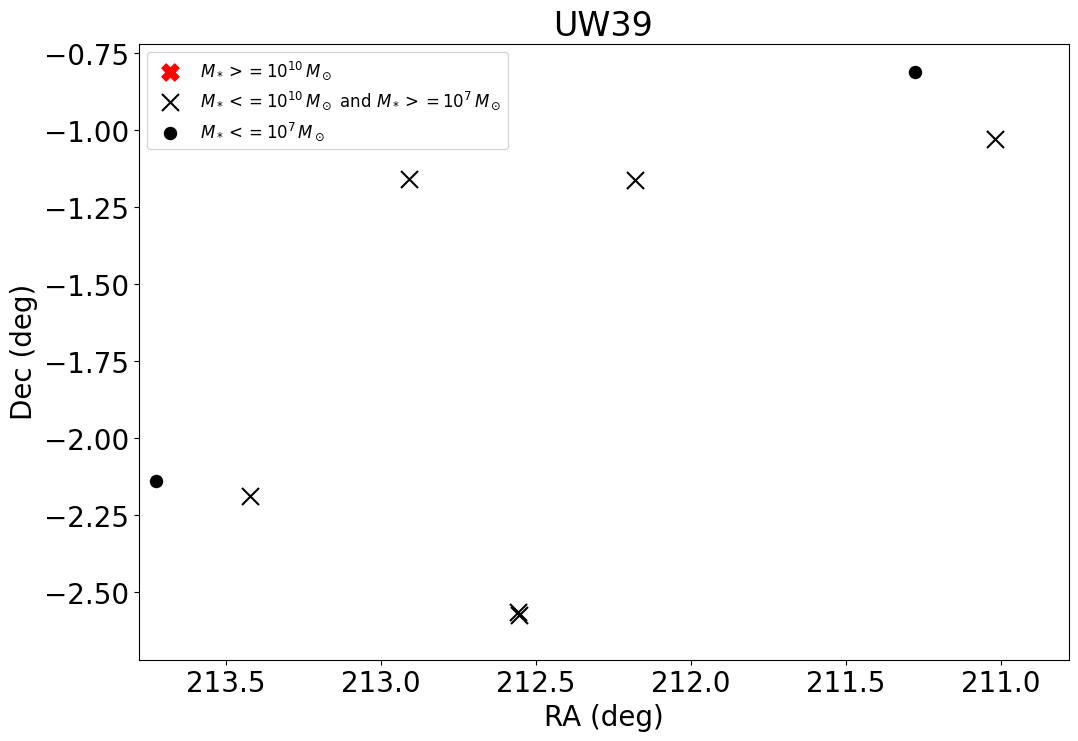 UW39
M* >= 10^10 M⊙
M* <= 10^10 M⊙ and M* >= 10^7 M⊙
M* <= 10^7 M⊙
−0.75
−1.00
−1.25
−1.50
−1.75
−2.00
−2.25
−2.50
Dec (deg)
213.5 213.0 212.5 212.0 211.5 211.0
RA (deg)